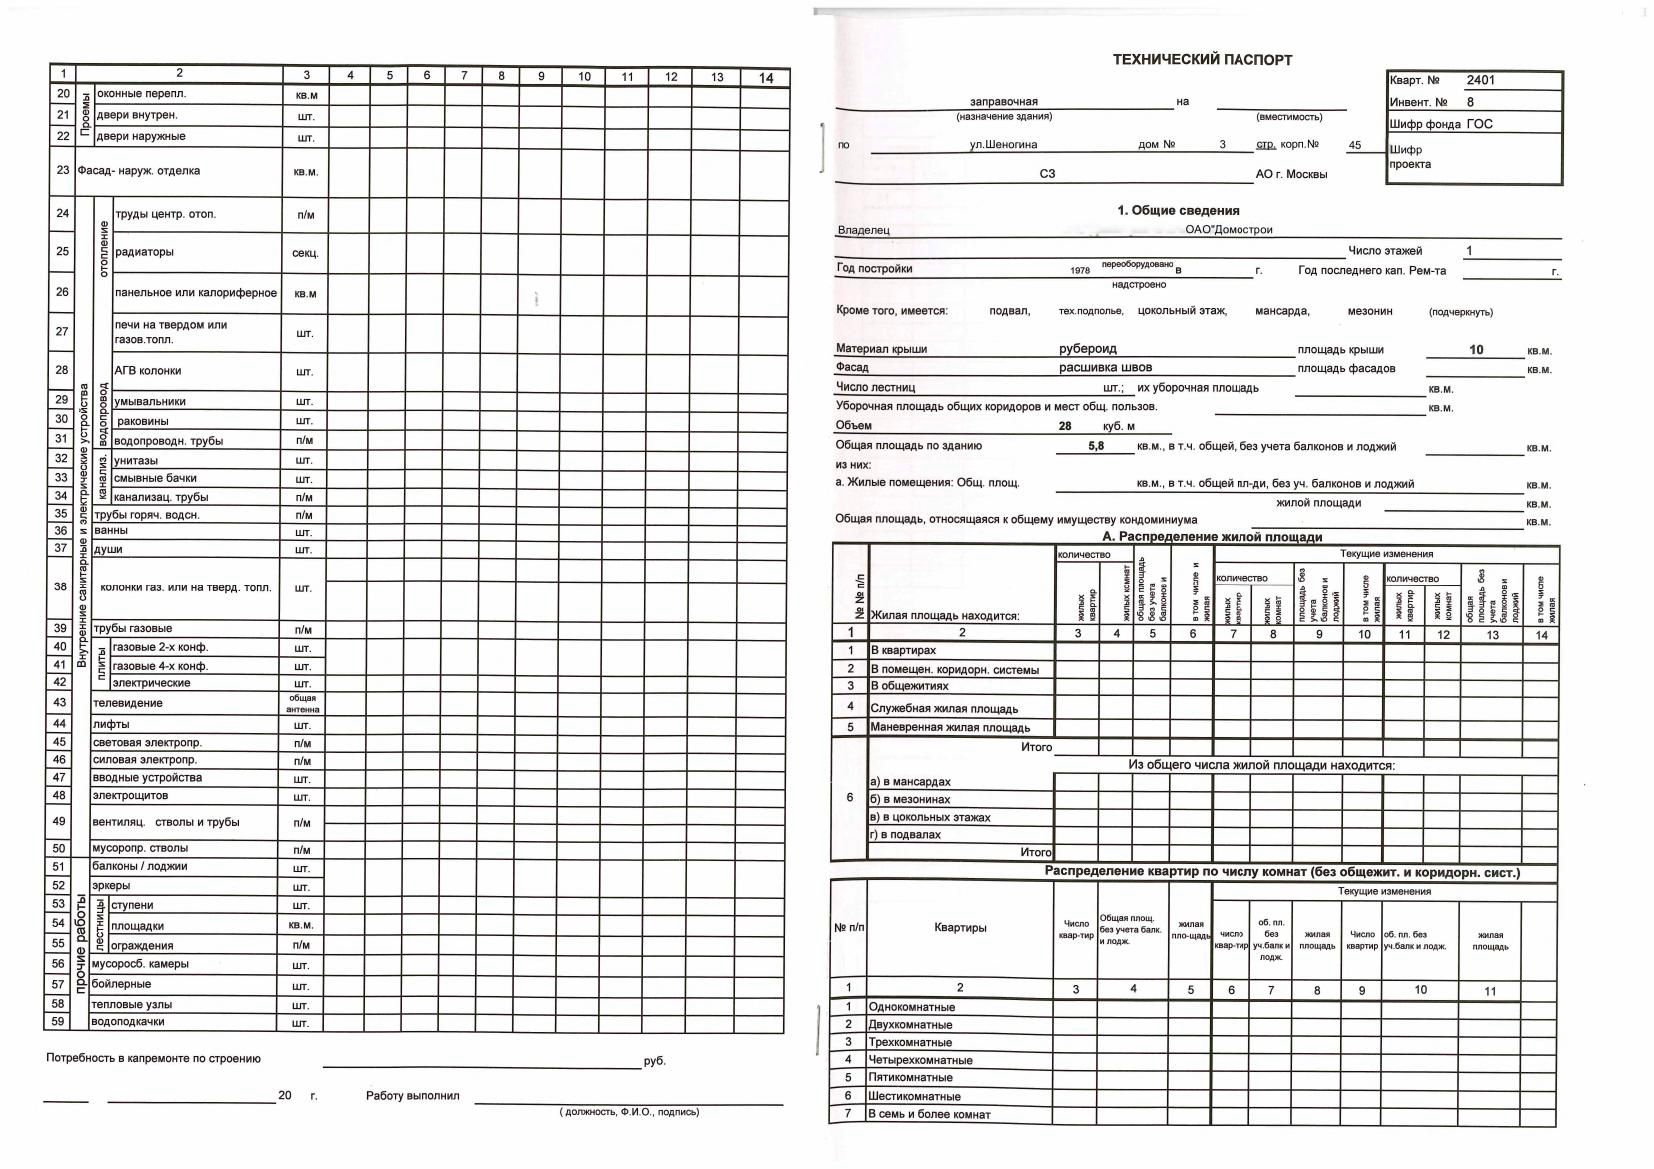 1 2 3 4 5 6 7 8 9 10 11 12 13 14
Проемы
20 оконные перепл. кв.м
21 двери внутрен. шт.
22 двери наружные шт.
23 Фасад- наруж. отделка кв.м.
Внутренние санитарные и электрические устройства
отопление
24 труды центр. отоп. п/м
25 радиаторы секц.
26 панельное или калориферное кв.м
27 печи на твердом или
газов.топл. шт.
28 АГВ колонки шт.
водопровод
29 умывальники шт.
30 раковины шт.
31 водопроводн. трубы п/м
канализ.
32 унитазы шт.
33 смывные бачки шт.
34 канализац. трубы п/м
35 трубы горяч. водсн. п/м
36 ванны шт.
37 души шт.
38 колонки газ. или на тверд. топл. шт.
39 трубы газовые п/м
плиты
40 газовые 2-х конф. шт.
41 газовые 4-х конф. шт.
42 электрические шт.
43 телевидение общая
антенна
44 лифты шт.
45 световая электропр. п/м
46 силовая электропр. п/м
47 вводные устройства шт.
48 электрощитов шт.
49 вентиляц. стволы и трубы п/м
50 мусоропр. стволы п/м
прочие работы
51 балконы / лоджии шт.
52 эркеры шт.
лестницы
53 ступени шт.
54 площадки кв.м.
55 ограждения п/м
56 мусоросб. камеры шт.
57 бойлерные шт.
58 тепловые узлы шт.
59 водоподкачки шт.
Потребность в капремонте по строению руб.
20 г. Работу выполнил
( должность, Ф.И.О., подпись)
ТЕХНИЧЕСКИЙ ПАСПОРТ
Кварт. № 2401
Инвент. № 8
Шифр фонда ГОС
Шифр
проекта
заправочная на
(назначение здания) (вместимость)
по ул.Шеногина дом № 3 стр. корп.№ 45
СЗ АО г. Москвы
1. Общие сведения
Владелец ОАО"Домострои
Число этажей 1
Год постройки 1978 переоборудовано в г. Год последнего кап. Рем-та г.
надстроено
Кроме того, имеется: подвал, тех.подполье, цокольный этаж, мансарда, мезонин (подчеркнуть)
Материал крыши рубероид площадь крыши 10 кв.м.
Фасад расшивка швов площадь фасадов кв.м.
Число лестниц шт.; их уборочная площадь кв.м.
Уборочная площадь общих коридоров и мест общ. пользов. кв.м.
Объем 28 куб. м
Общая площадь по зданию 5,8 кв.м., в т.ч. общей, без учета балконов и лоджий кв.м.
из них:
а. Жилые помещения: Общ. площ. кв.м., в т.ч. общей пл-ди, без уч. балконов и лоджий кв.м.
жилой площади кв.м.
Общая площадь, относящаяся к общему имуществу кондоминиума кв.м.
А. Распределение жилой площади
№ № п/п Жилая площадь находится: количество Текущие изменения
жилых квартир жилых комнат общая площадь без учета балконов и в том числе и жилая
количество жилых квартир жилых комнат площадь без учета балконов и лоджий в том числе жилая
количество жилых квартир жилых комнат общая площадь без учета балконов и лоджий в том числе жилая
1 2 3 4 5 6 7 8 9 10 11 12 13 14
1 В квартирах
2 В помещен. коридорн. системы
3 В общежитиях
4 Служебная жилая площадь
5 Маневренная жилая площадь
Итого
Из общего числа жилой площади находится:
6
а) в мансардах
б) в мезонинах
в) в цокольных этажах
г) в подвалах
Итого
Распределение квартир по числу комнат (без общежит. и коридорн. сист.)
Текущие изменения
№ п/п Квартиры Число квар-тир Общая площ. без учета балк. и лодж. жилая пло-щадь число квар-тир об. пл. без уч.балк и лодж. жилая площадь Число квартир об. пл. без уч.балк и лодж. жилая площадь
1 2 3 4 5 6 7 8 9 10 11
1 Однокомнатные
2 Двухкомнатные
3 Трехкомнатные
4 Четырехкомнатные
5 Пятикомнатные
6 Шестикомнатные
7 В семь и более комнат